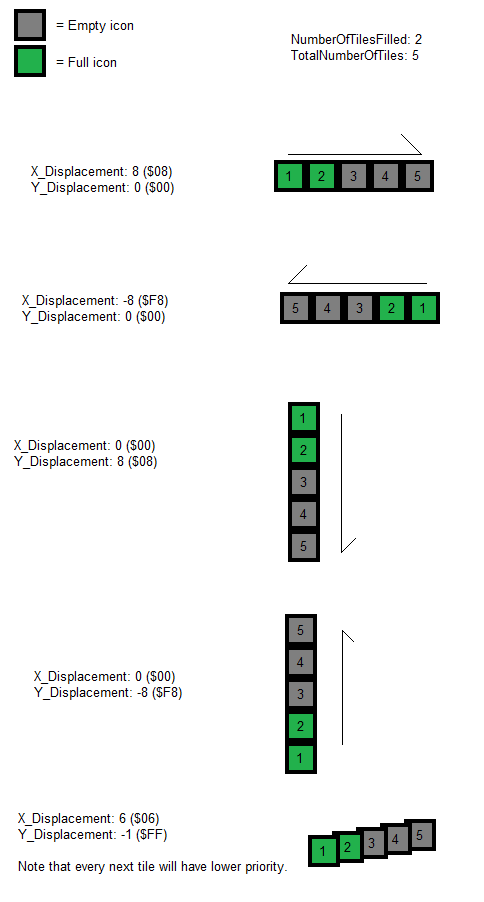 = Empty icon
= Full icon
NumberOfTilesFilled: 2
TotalNumberOfTiles: 5
X_Displacement: 8 ($08)
Y_Displacement: 0 ($00)
1 2 3 4 5
X_Displacement: -8 ($F8)
Y_Displacement: 0 ($00)
5 4 3 2 1
X_Displacement: 0 ($00)
Y_Displacement: 8 ($08)
1
2
3
4
5
X_Displacement: 0 ($00)
Y_Displacement: -8 ($F8)
5
4
3
2
1
X_Displacement: 6 ($06)
Y_Displacement: -1 ($FF)
1 2 3 4 5
Note that every next tile will have lower priority.